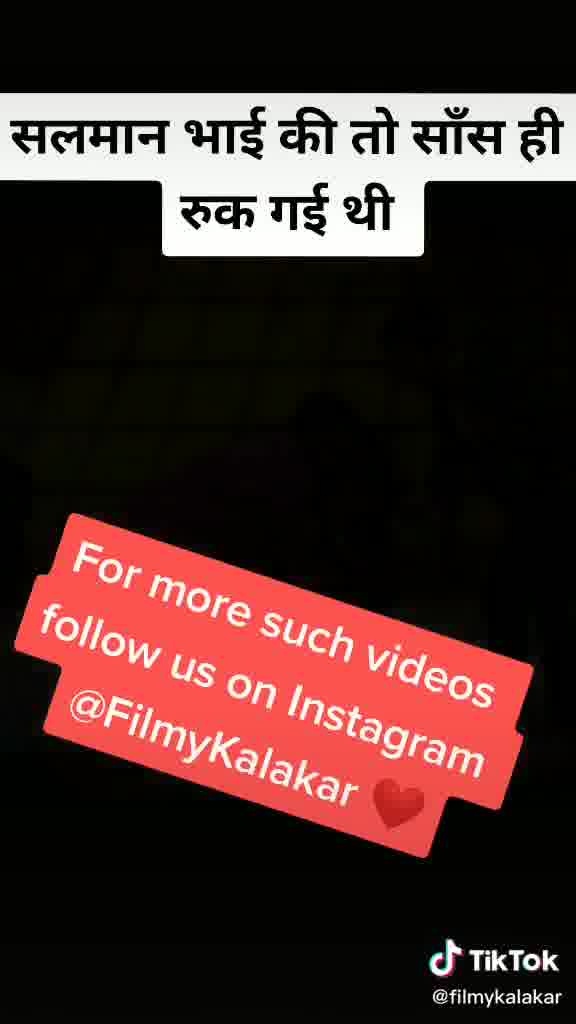 सलमान भाई की तो साँस ही
रुक गई थी
For more such videos
follow us on Instagram
@FilmyKalakar ❤️
TikTok
@filmykalakar